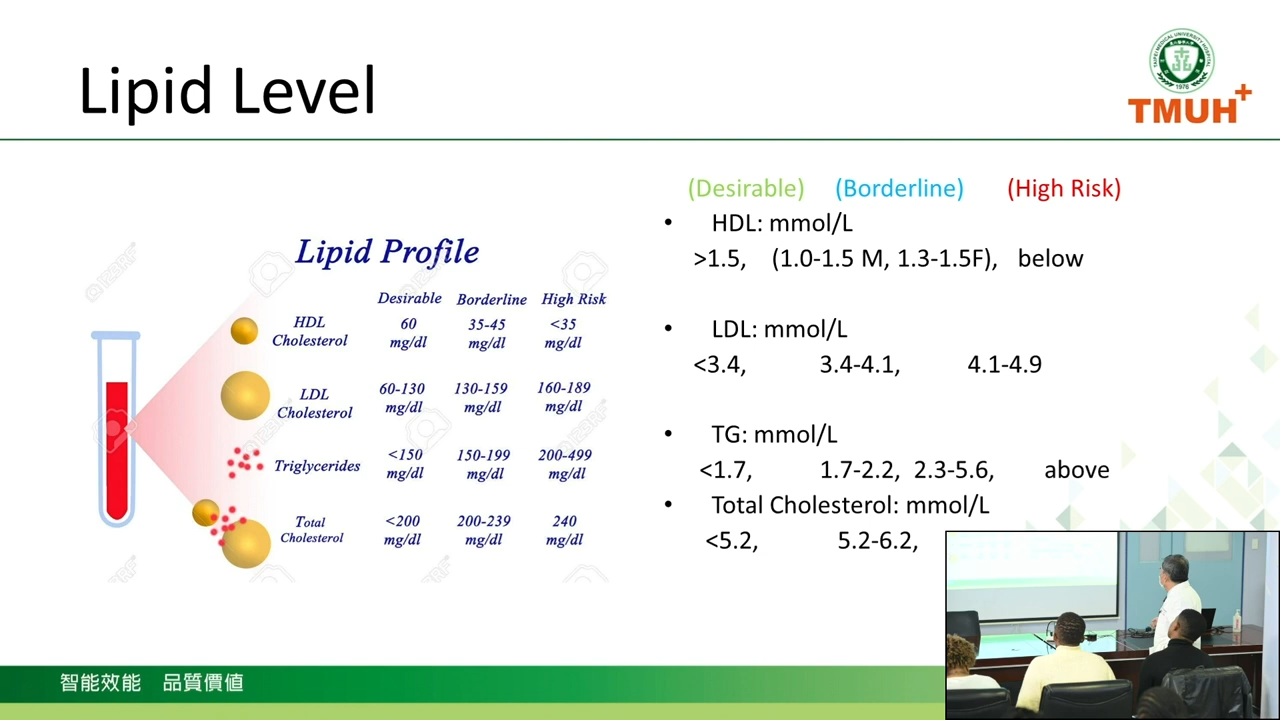 Lipid Level
TAIPEI MEDICAL UNIVERSITY HOSPITAL
1976
TMUH+
Lipid Profile
Desirable Borderline High Risk
HDL Cholesterol 60 mg/dl 35-45 mg/dl <35 mg/dl
LDL Cholesterol 60-130 mg/dl 130-159 mg/dl 160-189 mg/dl
Triglycerides <150 mg/dl 150-199 mg/dl 200-499 mg/dl
Total Cholesterol <200 mg/dl 200-239 mg/dl 240 mg/dl
(Desirable) (Borderline) (High Risk)
• HDL: mmol/L
>1.5, (1.0-1.5 M, 1.3-1.5F), below
• LDL: mmol/L
<3.4, 3.4-4.1, 4.1-4.9
• TG: mmol/L
<1.7, 1.7-2.2, 2.3-5.6, above
• Total Cholesterol: mmol/L
<5.2, 5.2-6.2,
智能效能 品質價值